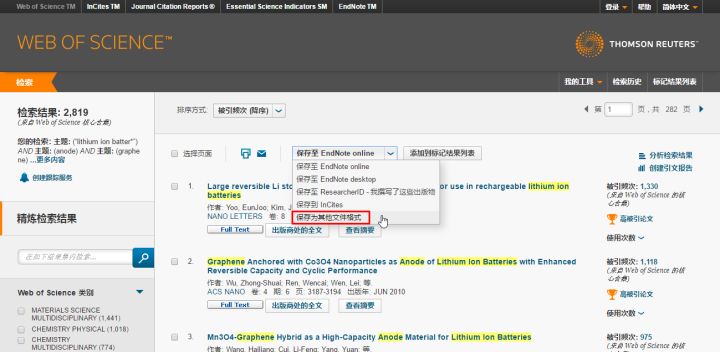 Web of Science TM
InCites TM
Journal Citation Reports ®
Essential Science Indicators SM
EndNote TM
登录
帮助
简体中文
WEB OF SCIENCE™
THOMSON REUTERS™
检索
我的工具
检索历史
标记结果列表
检索结果: 2,819
(来自 Web of Science 核心合集)
您的检索: 主题: ("lithium ion batter*")
AND 主题: (anode) AND 主题: (graphe
ne) ...更多内容
创建跟踪服务
精炼检索结果
在如下结果集内检索...
Web of Science 类别
MATERIALS SCIENCE
MULTIDISCIPLINARY (1,441)
CHEMISTRY PHYSICAL (1,018)
CHEMISTRY
MULTIDISCIPLINARY (774)
排序方式:
被引频次 (降序)
第 1 页, 共 282 页
选择页面
保存至 EndNote online
添加到标记结果列表
保存至 EndNote online
保存至 EndNote desktop
保存至 ResearcherID - 我撰写了这些出版物
保存到 InCites
保存为其他文件格式
分析检索结果
创建引文报告
1.
Large reversible Li sto
for use in rechargeable lithium ion
batteries
作者: Yoo, EunJoo; Kim, J
NANO LETTERS 卷: 8
Full Text
出版商处的全文
查看摘要
被引频次: 1,330
(来自 Web of Science 的核心合集)
高被引论文
使用次数
2.
Graphene Anchored with Co3O4 Nanoparticles as Anode of Lithium Ion Batteries with Enhanced
Reversible Capacity and Cyclic Performance
作者: Wu, Zhong-Shuai; Ren, Wencai; Wen, Lei; 等.
ACS NANO 卷: 4 期: 6 页: 3187-3194 出版年: JUN 2010
Full Text
出版商处的全文
查看摘要
被引频次: 1,118
(来自 Web of Science 的核心合集)
高被引论文
使用次数
3.
Mn3O4-Graphene Hybrid as a High-Capacity Anode Material for Lithium Ion Batteries
作者: Wang, Hailiang; Cui, Li-Feng; Yang, Yuan; 等.
被引频次: 975
(来自 Web of Science 的